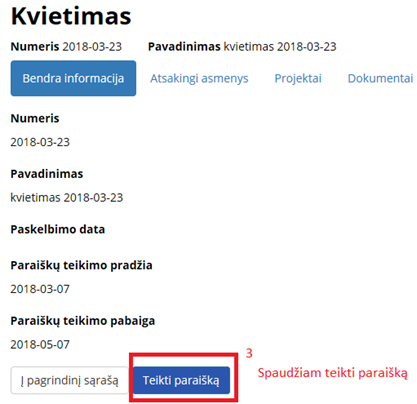 Kvietimas
Numeris 2018-03-23 Pavadinimas kvietimas 2018-03-23
Bendra informacija Atsakingi asmenys Projektai Dokumentai
Numeris
2018-03-23
Pavadinimas
kvietimas 2018-03-23
Paskelbimo data
Paraiškų teikimo pradžia
2018-03-07
Paraiškų teikimo pabaiga
2018-05-07
Į pagrindinį sąrašą Teikti paraišką
3
Spaudžiam teikti paraišką